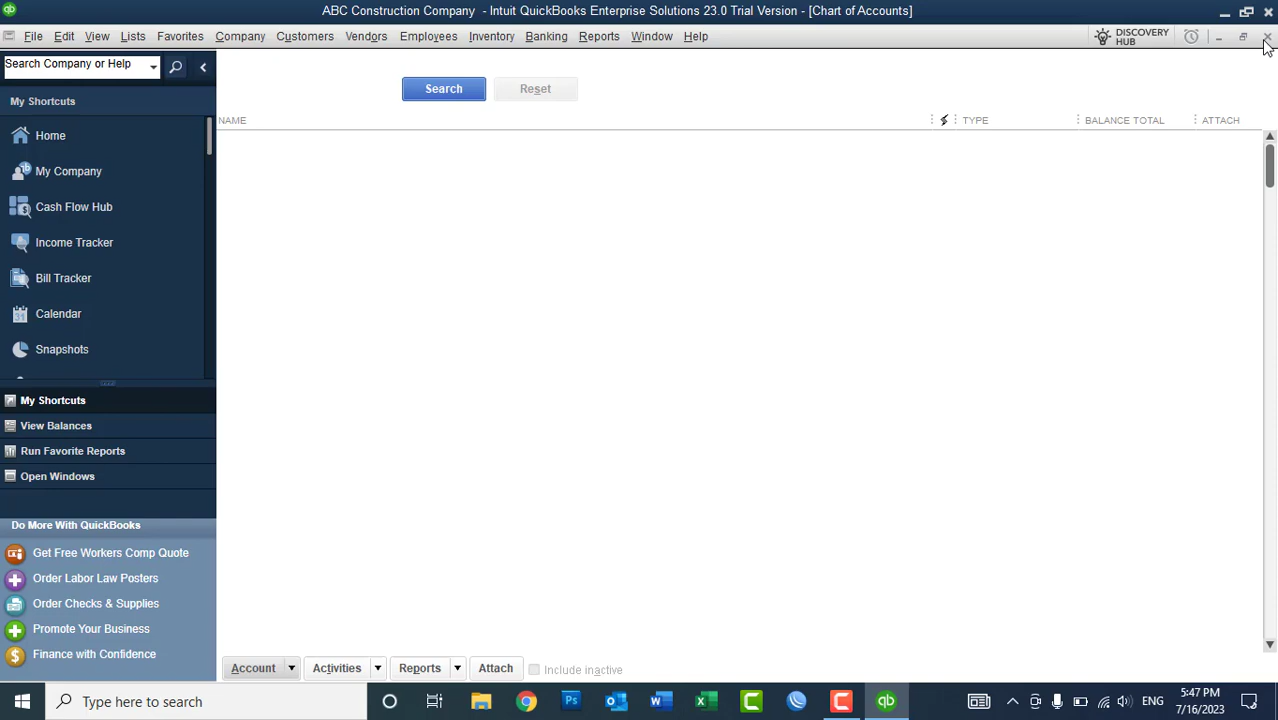 ABC Construction Company - Intuit QuickBooks Enterprise Solutions 23.0 Trial Version - [Chart of Accounts]
File Edit View Lists Favorites Company Customers Vendors Employees Inventory Banking Reports Window Help
DISCOVERY
HUB
Search Company or Help
My Shortcuts
Home
My Company
Cash Flow Hub
Income Tracker
Bill Tracker
Calendar
Snapshots
My Shortcuts
View Balances
Run Favorite Reports
Open Windows
Do More With QuickBooks
Get Free Workers Comp Quote
Order Labor Law Posters
Order Checks & Supplies
Promote Your Business
Finance with Confidence
Search Reset
NAME TYPE BALANCE TOTAL ATTACH
Account Activities Reports Attach Include inactive
Type here to search
ENG
5:47 PM
7/16/2023